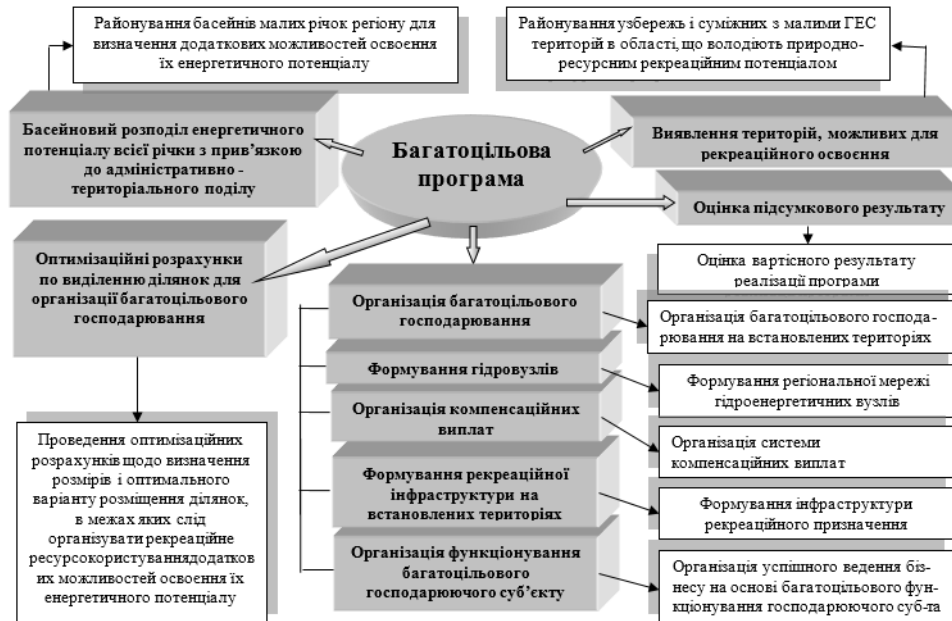 Районування басейнів малих річок регіону для
визначення додаткових можливостей освоєння
їх енергетичного потенціалу
Районування узбережь і суміжних з малими ГЕС
територій в області, що володіють природно-
ресурсним рекреаційним потенціалом
Басейновий розподіл енергетичного
потенціалу всієї річки з прив’язкою
до адміністративно -
територіального поділу
Багатоцільова
програма
Виявлення територій, можливих для
рекреаційного освоєння
Оцінка підсумкового результату
Оптимізаційні розрахунки
по виділенню ділянок для
організації багатоцільового
господарювання
Оцінка вартісного результату
реалізації програми
Організація багатоцільового
господарювання
Організація багатоцільового господа-
рювання на встановлених територіях
Формування гідровузлів
Формування регіональної мережі
гідроенергетичних вузлів
Організація компенсаційних
виплат
Організація системи
компенсаційних виплат
Проведення оптимізаційних
розрахунків щодо визначення
розмірів і оптимального
варіанту розміщення ділянок,
в межах яких слід
організувати рекреаційне
ресурсокористуваннядодатков
их можливостей освоєння їх
енергетичного потенціалу
Формування рекреаційної
інфраструктури на
встановлених територіях
Формування інфраструктури
рекреаційного призначення
Організація функціонування
багатоцільового
господарюючого суб’єкту
Організація успішного ведення біз-
несу на основі багатоцільового фун-
кціонування господарюючого суб-та